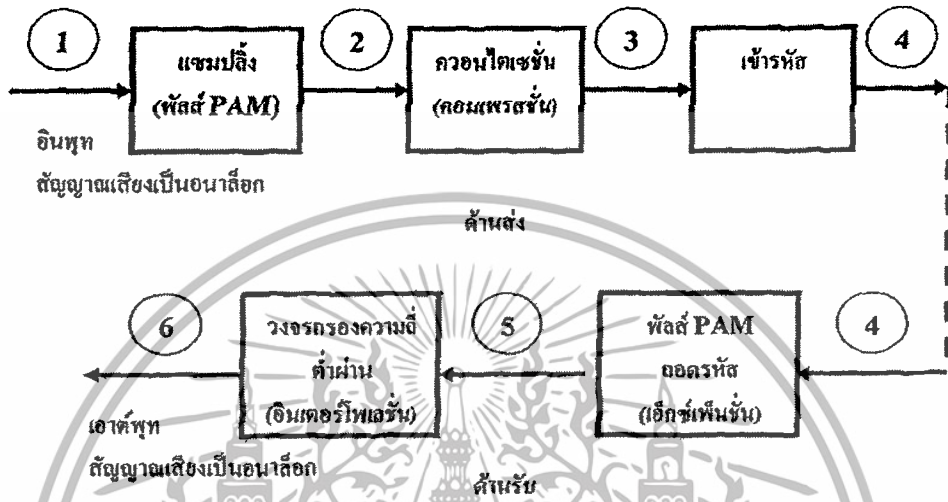 1
แซมปลิ้ง
(พัลส์ PAM)
2
ควอนไตเซชั่น
(คอมเพรสชั่น)
3
เข้ารหัส
4
อินพุท
สัญญาณเสียงเป็นอนาล็อก
ด้านส่ง
6
วงจรกรองความถี่
ต่ำผ่าน
(อินเตอร์โพเลชั่น)
5
พัลส์ PAM
ถอดรหัส
(เอ็กซ์เพ็นชั่น)
4
เอาต์พุท
สัญญาณเสียงเป็นอนาล็อก
ด้านรับ